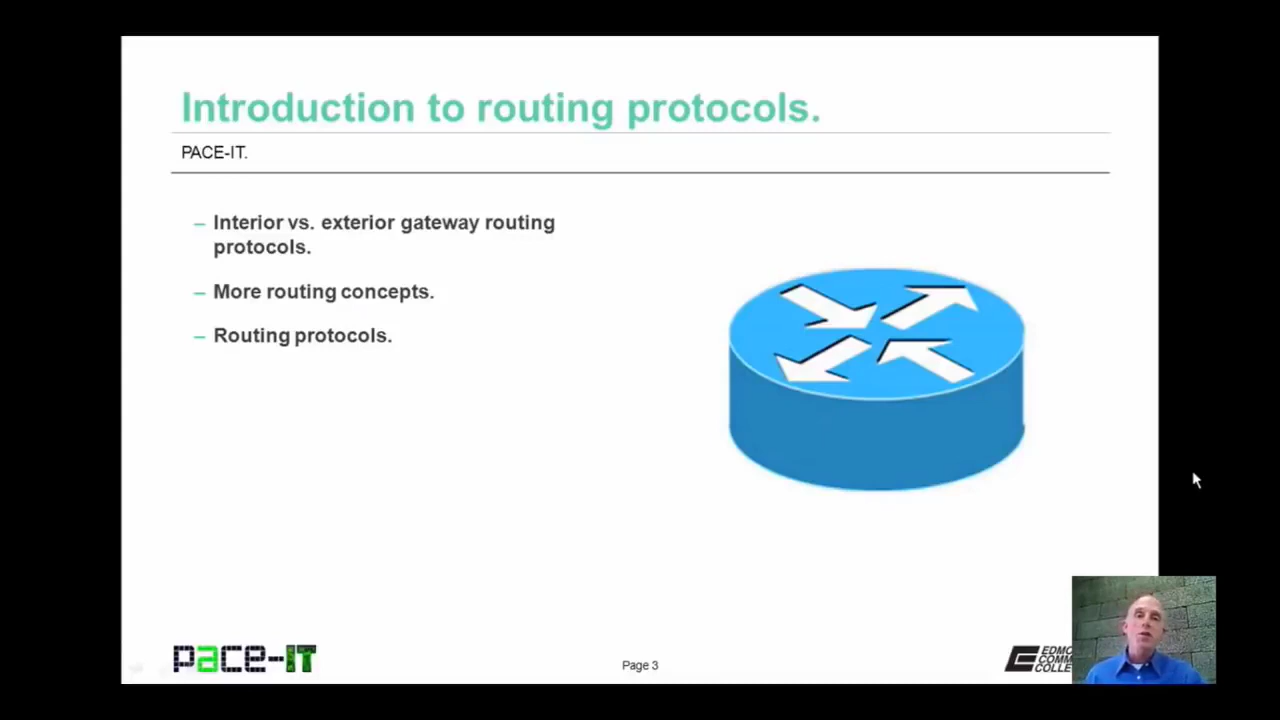 Introduction to routing protocols.
PACE-IT.
– Interior vs. exterior gateway routing
protocols.
– More routing concepts.
– Routing protocols.
pace-IT
Page 3